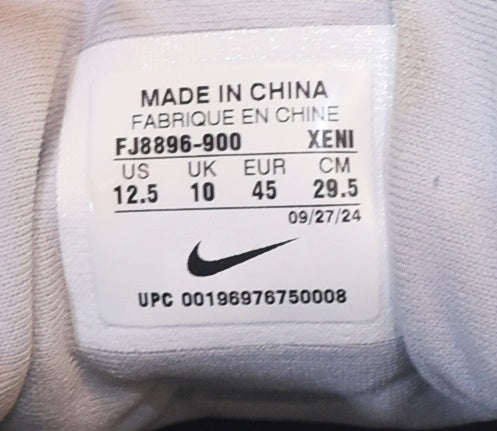 MADE IN CHINA
FABRIQUE EN CHINE
FJ8896-900 XENI
US UK EUR CM
12.5 10 45 29.5
09/27/24
UPC 00196976750008